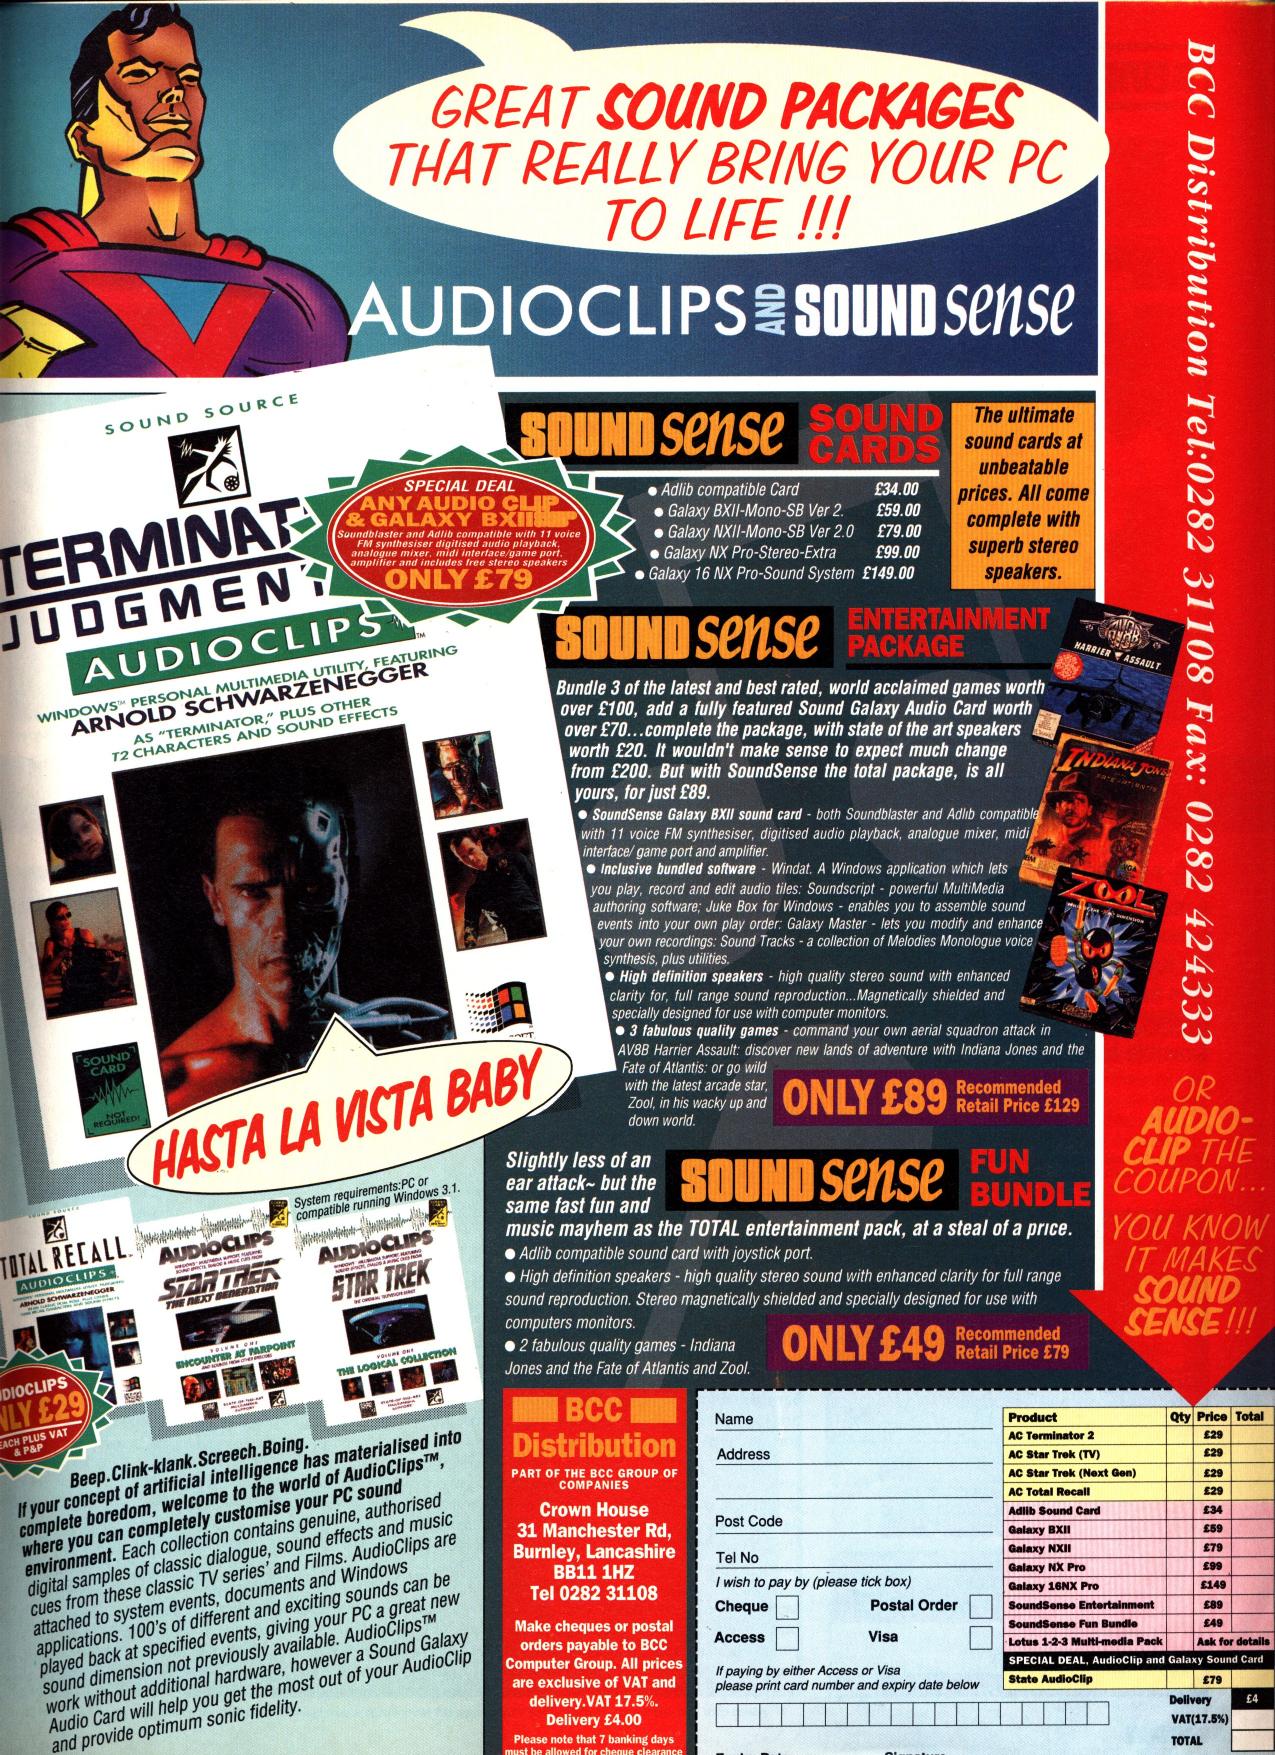 GREAT SOUND PACKAGES
THAT REALLY BRING YOUR PC
TO LIFE !!!
AUDIOCLIPS AND SOUND sense
BCC Distribution Tel:0282 31108 Fax: 0282 42433
OR
AUDIO-
CLIP THE
COUPON...
YOU KNOW
IT MAKES
SOUND
SENSE!!!
SOUND SOURCE
TERMINAT
JUDGMENT
AUDIOCLIPS™
WINDOWS™ PERSONAL MULTIMEDIA UTILITY, FEATURING
ARNOLD SCHWARZENEGGER
AS "TERMINATOR," PLUS OTHER
T2 CHARACTERS AND SOUND EFFECTS
SOUND
CARD
NOT
REQUIRED!
HASTA LA VISTA BABY
SPECIAL DEAL
ANY AUDIO CLIP
& GALAXY BXII
Soundblaster and Adlib compatible with 11 voice
FM synthesiser digitised audio playback,
analogue mixer, midi interface/game port,
amplifier and includes free stereo speakers
ONLY £79
SOUND sense SOUND
CARDS
The ultimate
sound cards at
unbeatable
prices. All come
complete with
superb stereo
speakers.
● Adlib compatible Card £34.00
● Galaxy BXII-Mono-SB Ver 2. £59.00
● Galaxy NXII-Mono-SB Ver 2.0 £79.00
● Galaxy NX Pro-Stereo-Extra £99.00
● Galaxy 16 NX Pro-Sound System £149.00
SOUND sense ENTERTAINMENT
PACKAGE
Bundle 3 of the latest and best rated, world acclaimed games worth
over £100, add a fully featured Sound Galaxy Audio Card worth
over £70...complete the package, with state of the art speakers
worth £20. It wouldn't make sense to expect much change
from £200. But with SoundSense the total package, is all
yours, for just £89.
● SoundSense Galaxy BXII sound card - both Soundblaster and Adlib compatible
with 11 voice FM synthesiser, digitised audio playback, analogue mixer, midi
interface/ game port and amplifier.
● Inclusive bundled software - Windat. A Windows application which lets
you play, record and edit audio tiles: Soundscript - powerful MultiMedia
authoring software; Juke Box for Windows - enables you to assemble sound
events into your own play order: Galaxy Master - lets you modify and enhance
your own recordings: Sound Tracks - a collection of Melodies Monologue voice
synthesis, plus utilities.
● High definition speakers - high quality stereo sound with enhanced
clarity for, full range sound reproduction...Magnetically shielded and
specially designed for use with computer monitors.
● 3 fabulous quality games - command your own aerial squadron attack in
AV8B Harrier Assault: discover new lands of adventure with Indiana Jones and the
Fate of Atlantis: or go wild
with the latest arcade star,
Zool, in his wacky up and
down world.
ONLY £89 Recommended
Retail Price £129
AV8B
HARRIER ASSAULT
INDIANA JONES
ZOOL
Slightly less of an
ear attack~ but the
same fast fun and
music mayhem as the TOTAL entertainment pack, at a steal of a price.
SOUND sense FUN
BUNDLE
● Adlib compatible sound card with joystick port.
● High definition speakers - high quality stereo sound with enhanced clarity for full range
sound reproduction. Stereo magnetically shielded and specially designed for use with
computers monitors.
● 2 fabulous quality games - Indiana
Jones and the Fate of Atlantis and Zool.
ONLY £49 Recommended
Retail Price £79
System requirements:PC or
compatible running Windows 3.1.
SOUND SOURCE
TOTAL RECALL
AUDIOCLIPS
ARNOLD SCHWARZENEGGER
AUDIOCLIPS
STAR TREK
THE NEXT GENERATION
VOLUME ONE
ENCOUNTER AT FARPOINT
AND SOUNDS FROM OTHER EPISODES
AUDIOCLIPS
STAR TREK
THE ORIGINAL TELEVISION SERIES
VOLUME ONE
THE LOGICAL COLLECTION
DIOCLIPS
NLY £29
EACH PLUS VAT
& P&P
Beep.Clink-klank.Screech.Boing.
If your concept of artificial intelligence has materialised into
complete boredom, welcome to the world of AudioClips™,
where you can completely customise your PC sound
environment. Each collection contains genuine, authorised
digital samples of classic dialogue, sound effects and music
cues from these classic TV series' and Films. AudioClips are
attached to system events, documents and Windows
applications. 100's of different and exciting sounds can be
played back at specified events, giving your PC a great new
sound dimension not previously available. AudioClips™
work without additional hardware, however a Sound Galaxy
Audio Card will help you get the most out of your AudioClip
and provide optimum sonic fidelity.
BCC
Distribution
PART OF THE BCC GROUP OF
COMPANIES
Crown House
31 Manchester Rd,
Burnley, Lancashire
BB11 1HZ
Tel 0282 31108
Make cheques or postal
orders payable to BCC
Computer Group. All prices
are exclusive of VAT and
delivery.VAT 17.5%.
Delivery £4.00
Please note that 7 banking days
must be allowed for cheque clearance
Name
Address
Post Code
Tel No
I wish to pay by (please tick box)
Cheque Postal Order
Access Visa
If paying by either Access or Visa
please print card number and expiry date below
Product Qty Price Total
AC Terminator 2 £29
AC Star Trek (TV) £29
AC Star Trek (Next Gen) £29
AC Total Recall £29
Adlib Sound Card £34
Galaxy BXII £59
Galaxy NXII £79
Galaxy NX Pro £99
Galaxy 16NX Pro £149
SoundSense Entertainment £89
SoundSense Fun Bundle £49
Lotus 1-2-3 Multi-media Pack Ask for details
SPECIAL DEAL, AudioClip and Galaxy Sound Card
State AudioClip £79
Delivery £4
VAT(17.5%)
TOTAL